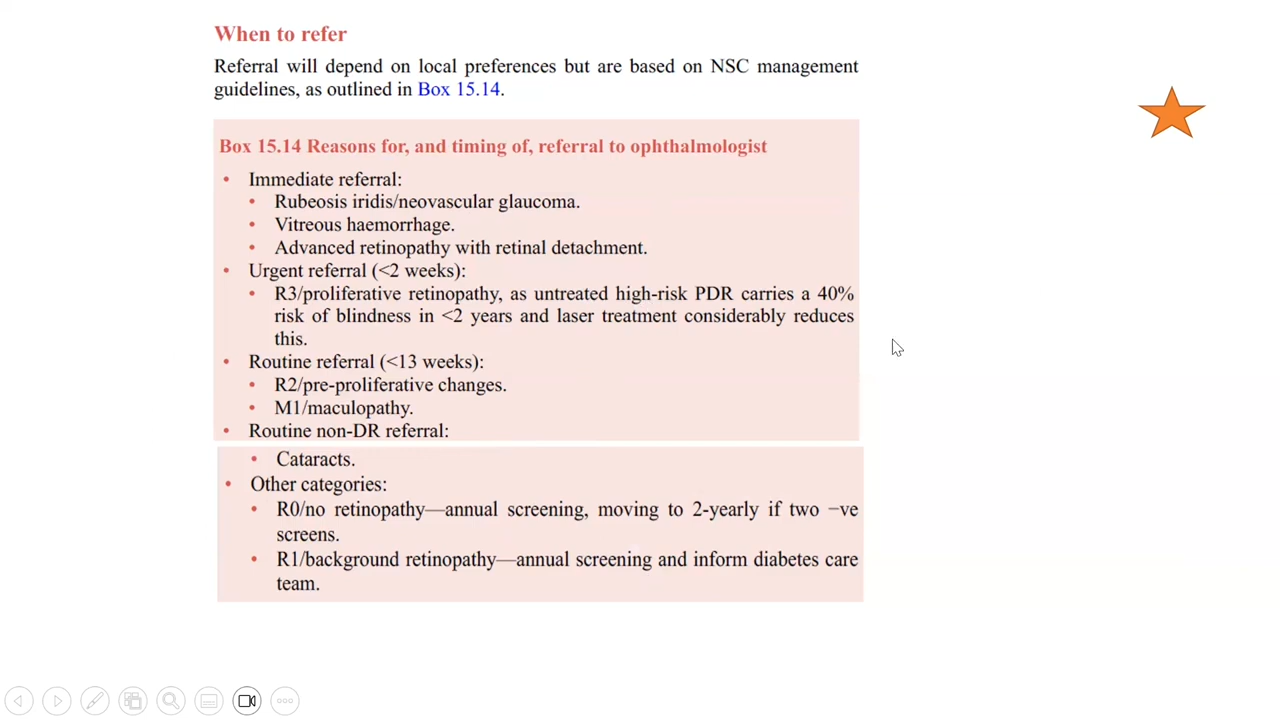 When to refer
Referral will depend on local preferences but are based on NSC management
guidelines, as outlined in Box 15.14.
Box 15.14 Reasons for, and timing of, referral to ophthalmologist
• Immediate referral:
• Rubeosis iridis/neovascular glaucoma.
• Vitreous haemorrhage.
• Advanced retinopathy with retinal detachment.
• Urgent referral (<2 weeks):
• R3/proliferative retinopathy, as untreated high-risk PDR carries a 40%
risk of blindness in <2 years and laser treatment considerably reduces
this.
• Routine referral (<13 weeks):
• R2/pre-proliferative changes.
• M1/maculopathy.
• Routine non-DR referral:
• Cataracts.
• Other categories:
• R0/no retinopathy—annual screening, moving to 2-yearly if two −ve
screens.
• R1/background retinopathy—annual screening and inform diabetes care
team.